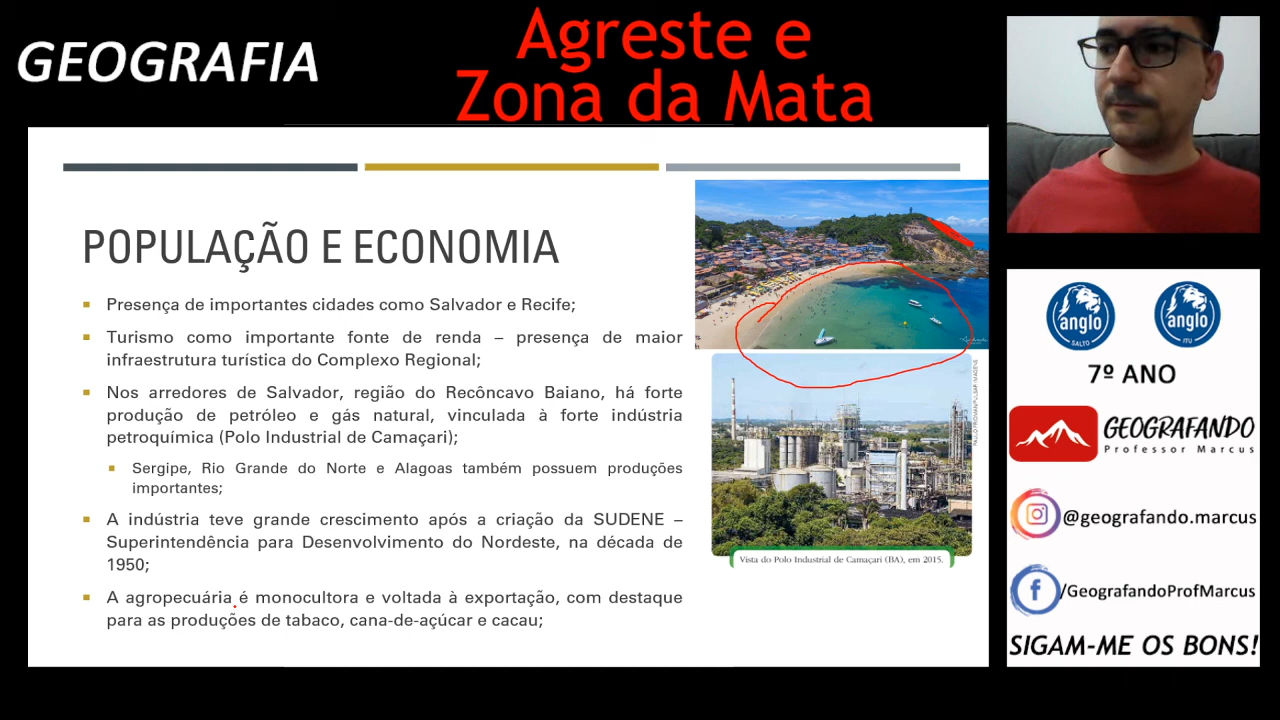 GEOGRAFIA
Agreste e
Zona da Mata
POPULAÇÃO E ECONOMIA
Presença de importantes cidades como Salvador e Recife;
Turismo como importante fonte de renda – presença de maior
infraestrutura turística do Complexo Regional;
Nos arredores de Salvador, região do Recôncavo Baiano, há forte
produção de petróleo e gás natural, vinculada à forte indústria
petroquímica (Polo Industrial de Camaçari);
Sergipe, Rio Grande do Norte e Alagoas também possuem produções
importantes;
A indústria teve grande crescimento após a criação da SUDENE –
Superintendência para Desenvolvimento do Nordeste, na década de
1950;
A agropecuária é monocultora e voltada à exportação, com destaque
para as produções de tabaco, cana-de-açúcar e cacau;
Vista do Polo Industrial de Camaçari (BA), em 2015.
anglo
SALTO
anglo
ITU
7º ANO
GEOGRAFANDO
Professor Marcus
@geografando.marcus
/GeografandoProfMarcus
SIGAM-ME OS BONS!